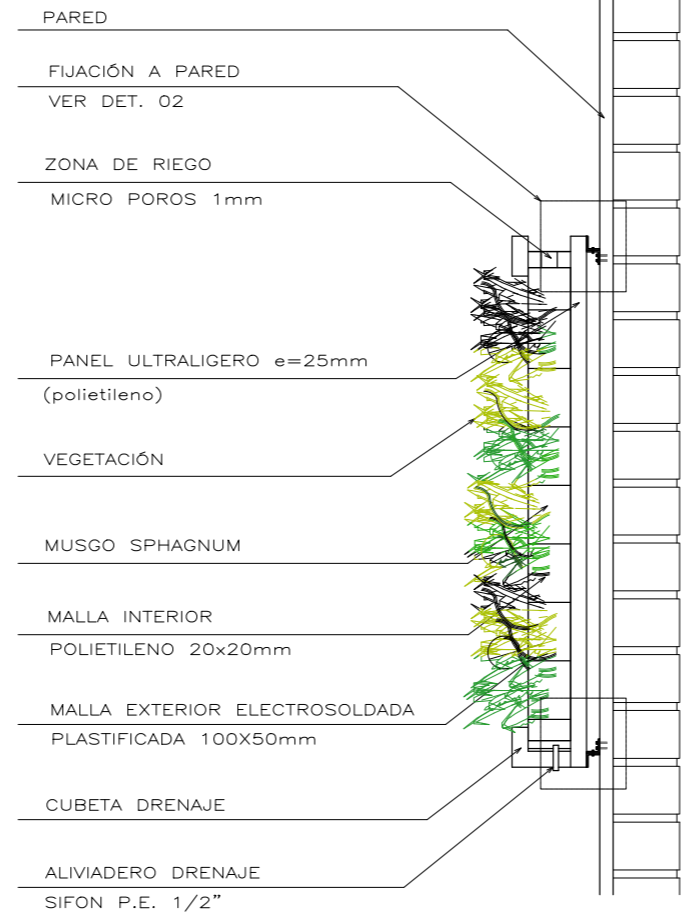 PARED
FIJACIÓN A PARED
VER DET. 02
ZONA DE RIEGO
MICRO POROS 1mm
PANEL ULTRALIGERO e=25mm
(polietileno)
VEGETACIÓN
MUSGO SPHAGNUM
MALLA INTERIOR
POLIETILENO 20x20mm
MALLA EXTERIOR ELECTROSOLDADA
PLASTIFICADA 100X50mm
CUBETA DRENAJE
ALIVIADERO DRENAJE
SIFON P.E. 1/2"